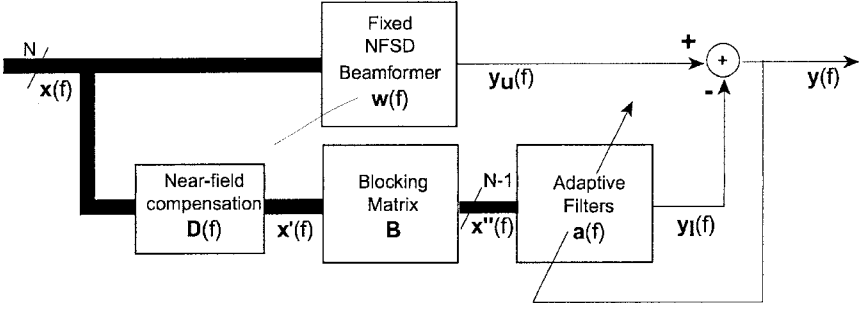 N
x(f)
Fixed
NFSD
Beamformer
w(f)
yu(f)
+
+
-
y(f)
Near-field
compensation
D(f)
x'(f)
Blocking
Matrix
B
N-1
x''(f)
Adaptive
Filters
a(f)
yl(f)